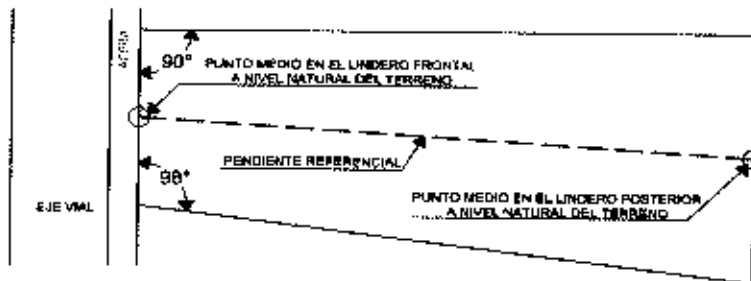 ACERA
90°
PUNTO MEDIO EN EL LINDERO FRONTAL
A NIVEL NATURAL DEL TERRENO
PENDIENTE REFERENCIAL
98°
EJE VIAL
PUNTO MEDIO EN EL LINDERO POSTERIOR
A NIVEL NATURAL DEL TERRENO